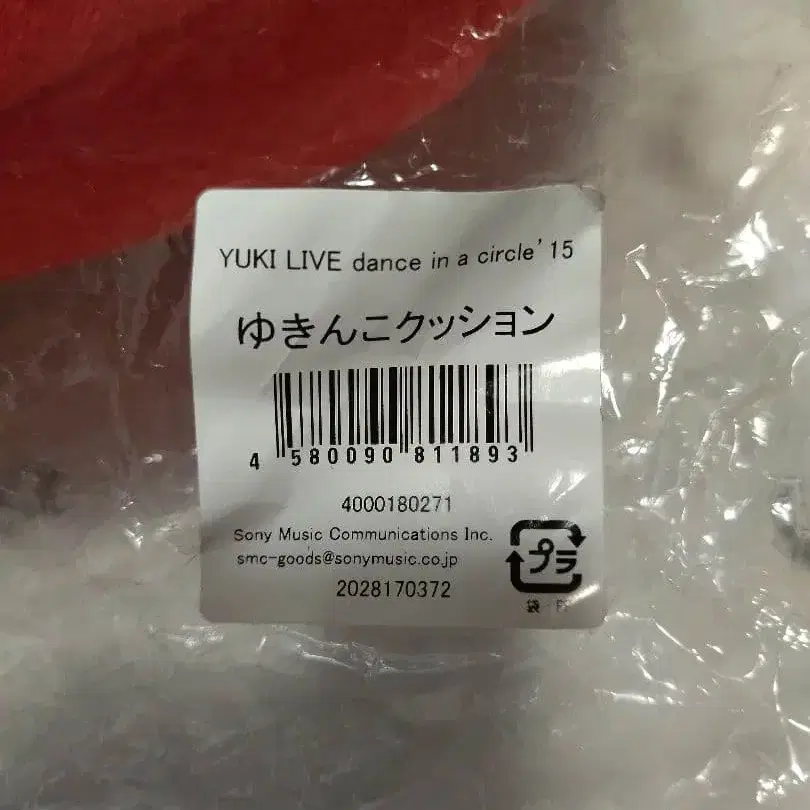 YUKI LIVE dance in a circle'15
ゆきんこクッション
4 580090 811893
4000180271
Sony Music Communications Inc.
smc-goods@sonymusic.co.jp
プラ
2028170372
袋